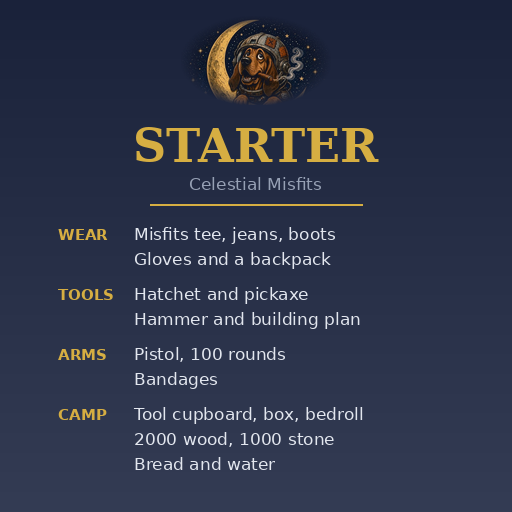 STARTER
Celestial Misfits
WEAR Misfits tee, jeans, boots
Gloves and a backpack
TOOLS Hatchet and pickaxe
Hammer and building plan
ARMS Pistol, 100 rounds
Bandages
CAMP Tool cupboard, box, bedroll
2000 wood, 1000 stone
Bread and water